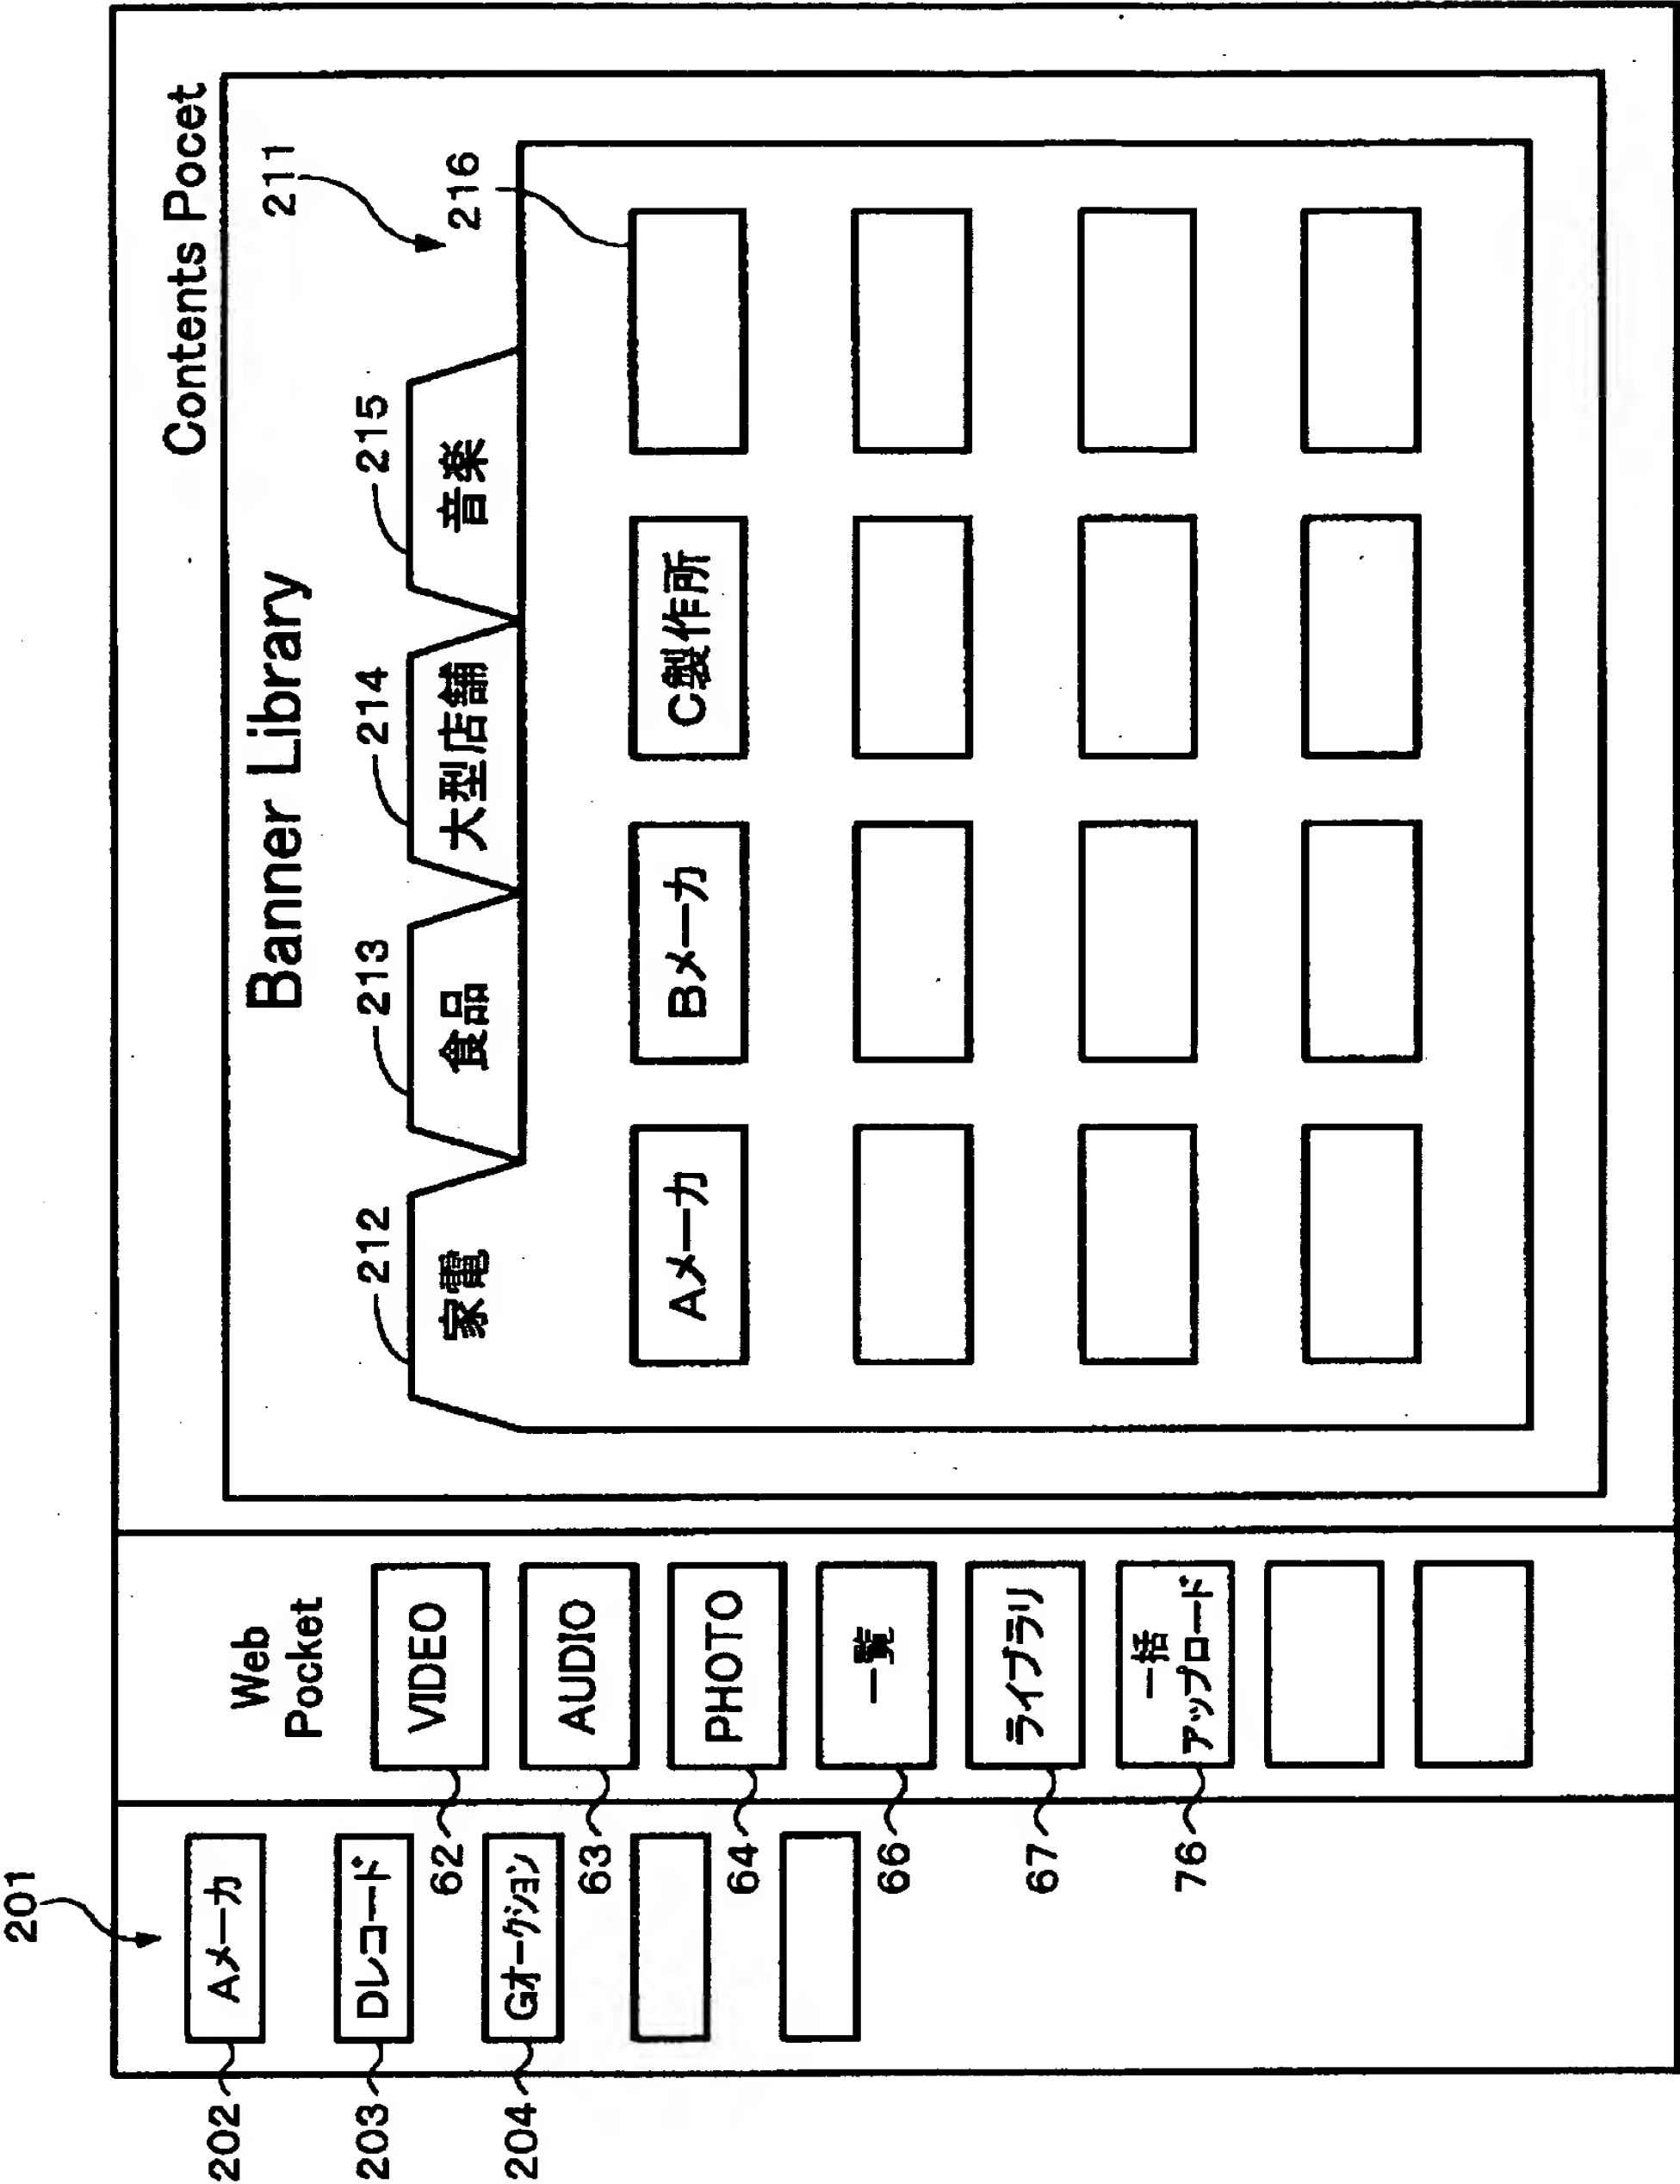 Contents Pocet
201
Aメーカ
202
Dレコード
203
Gオークション
204
Web
Pocket
VIDEO
62
AUDIO
63
PHOTO
64
一覧
66
ライブラリ
67
一括
アップロード
76
Banner Library
211
212
家電
213
食品
214
大型店舗
215
音楽
216
Aメーカ
Bメーカ
C製作所